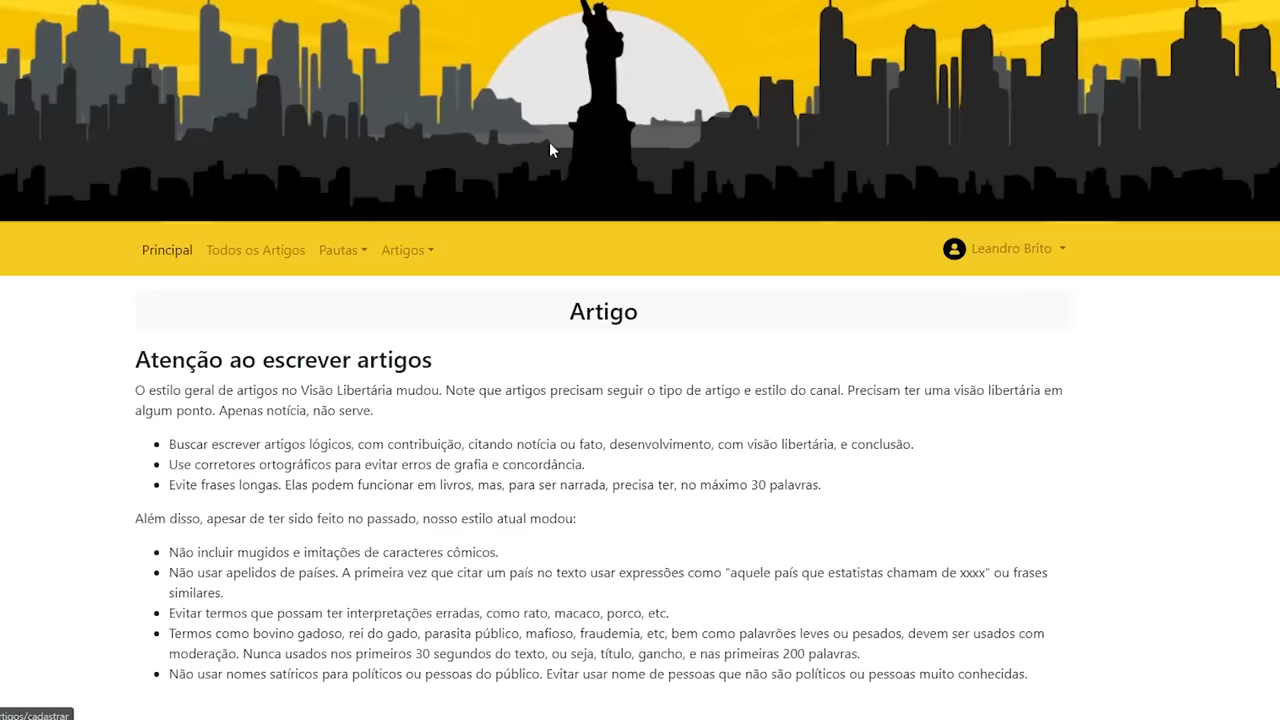 Principal Todos os Artigos Pautas Artigos Leandro Brito
Artigo
Atenção ao escrever artigos
O estilo geral de artigos no Visão Libertária mudou. Note que artigos precisam seguir o tipo de artigo e estilo do canal. Precisam ter uma visão libertária em
algum ponto. Apenas notícia, não serve.
Buscar escrever artigos lógicos, com contribuição, citando notícia ou fato, desenvolvimento, com visão libertária, e conclusão.
Use corretores ortográficos para evitar erros de grafia e concordância.
Evite frases longas. Elas podem funcionar em livros, mas, para ser narrada, precisa ter, no máximo 30 palavras.
Além disso, apesar de ter sido feito no passado, nosso estilo atual modou:
Não incluir mugidos e imitações de caracteres cômicos.
Não usar apelidos de países. A primeira vez que citar um país no texto usar expressões como "aquele país que estatistas chamam de xxxx" ou frases
similares.
Evitar termos que possam ter interpretações erradas, como rato, macaco, porco, etc.
Termos como bovino gadoso, rei do gado, parasita público, mafioso, fraudemia, etc, bem como palavrões leves ou pesados, devem ser usados com
moderação. Nunca usados nos primeiros 30 segundos do texto, ou seja, título, gancho, e nas primeiras 200 palavras.
Não usar nomes satíricos para políticos ou pessoas do público. Evitar usar nome de pessoas que não são políticos ou pessoas muito conhecidas.
rtigos/cadastrar